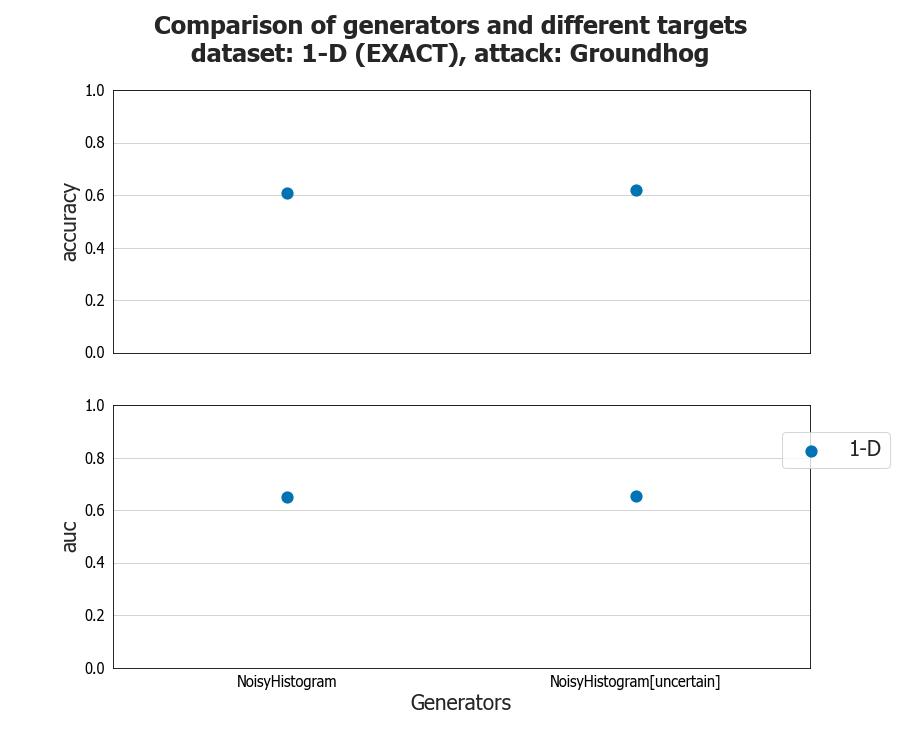 Comparison of generators and different targets
dataset: 1-D (EXACT), attack: Groundhog
1.0
0.8
0.6
0.4
0.2
0.0
accuracy
1.0
0.8
0.6
0.4
0.2
0.0
auc
1-D
NoisyHistogram
NoisyHistogram[uncertain]
Generators